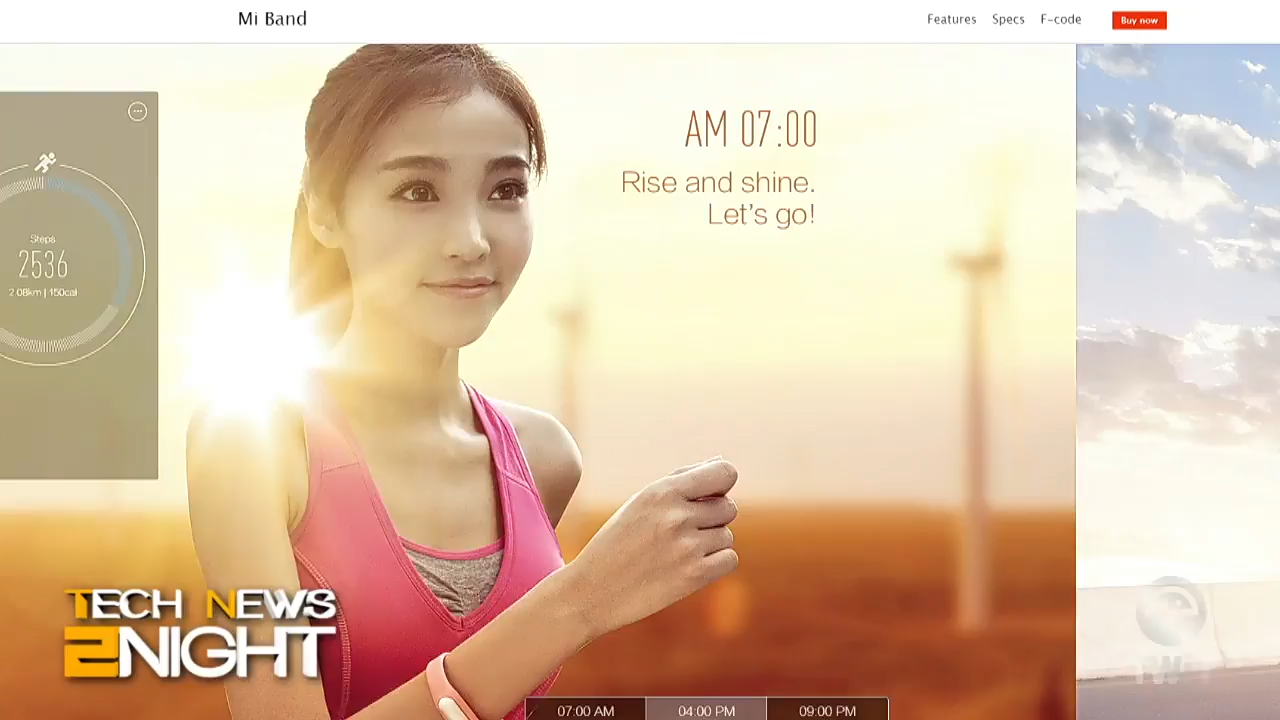 Mi Band
Features Specs F-code Buy now
AM 07:00
Rise and shine.
Let's go!
Steps
2536
2.08km | 150cal
TECH NEWS
2NIGHT
TWiT
07:00 AM 04:00 PM 09:00 PM